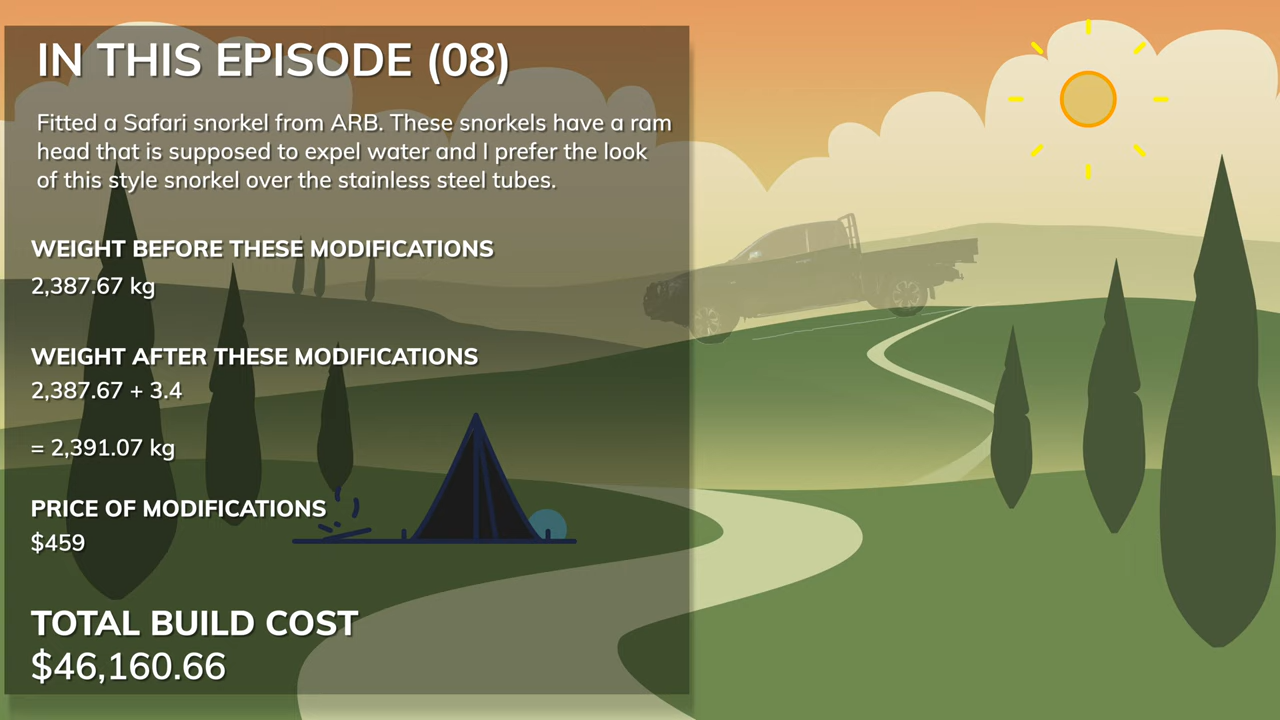 IN THIS EPISODE (08)
Fitted a Safari snorkel from ARB. These snorkels have a ram
head that is supposed to expel water and I prefer the look
of this style snorkel over the stainless steel tubes.
WEIGHT BEFORE THESE MODIFICATIONS
2,387.67 kg
WEIGHT AFTER THESE MODIFICATIONS
2,387.67 + 3.4
= 2,391.07 kg
PRICE OF MODIFICATIONS
$459
TOTAL BUILD COST
$46,160.66